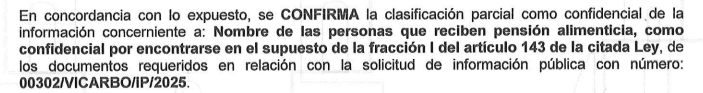 En concordancia con lo expuesto, se CONFIRMA la clasificación parcial como confidencial de la
información concerniente a: Nombre de las personas que reciben pensión alimenticia, como
confidencial por encontrarse en el supuesto de la fracción I del artículo 143 de la citada Ley, de
los documentos requeridos en relación con la solicitud de información pública con número:
00302/VICARBO/IP/2025.